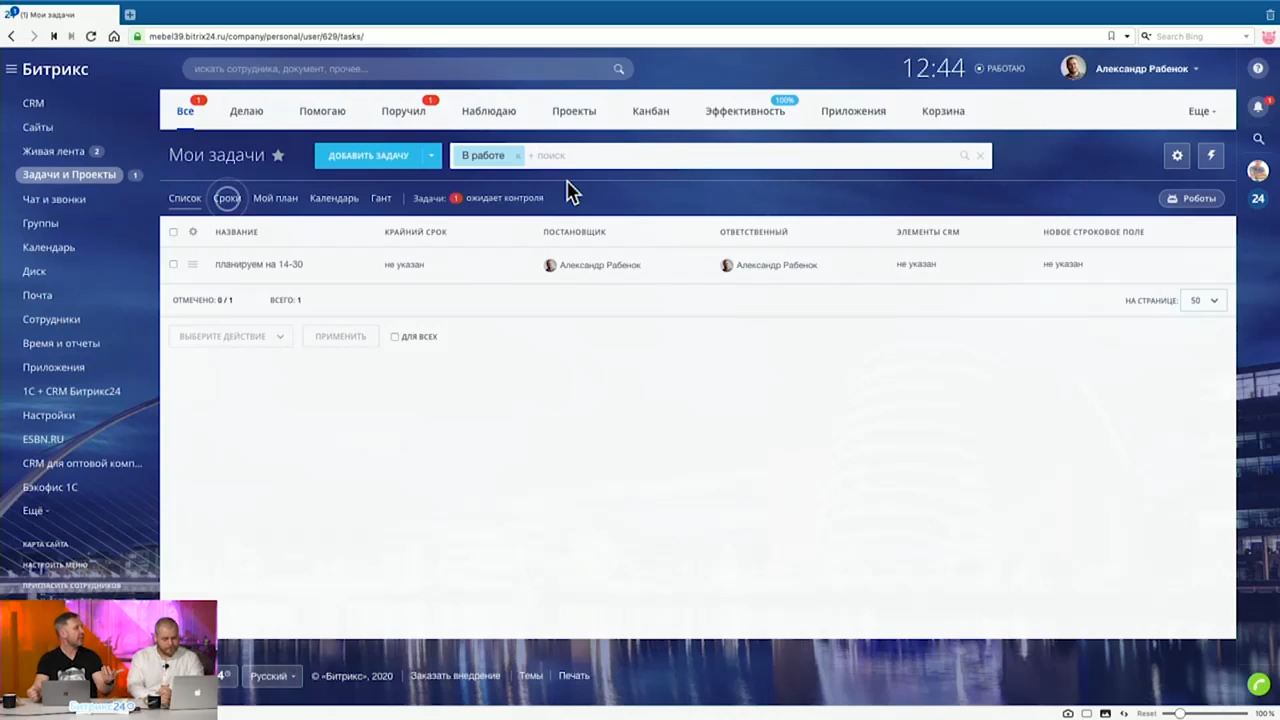 24 1 (1) Мои задачи
mebel39.bitrix24.ru/company/personal/user/629/tasks/
Search Bing
Битрикс
искать сотрудника, документ, прочее...
12:44 РАБОТАЮ
Александр Рабенок
CRM
Сайты
Живая лента 2
Задачи и Проекты 1
Чат и звонки
Группы
Календарь
Диск
Почта
Сотрудники
Время и отчеты
Приложения
1С + CRM Битрикс24
Настройки
ESBN.RU
CRM для оптовой комп...
Бэкофис 1С
Ещё
КАРТА САЙТА
НАСТРОИТЬ МЕНЮ
ПРИГЛАСИТЬ СОТРУДНИКОВ
Все 1 Делаю Помогаю Поручил 1 Наблюдаю Проекты Канбан Эффективность 100% Приложения Корзина Еще
Мои задачи ДОБАВИТЬ ЗАДАЧУ В работе × + поиск
Список Сроки Мой план Календарь Гант Задачи: 1 ожидает контроля Роботы
НАЗВАНИЕ КРАЙНИЙ СРОК ПОСТАНОВЩИК ОТВЕТСТВЕННЫЙ ЭЛЕМЕНТЫ CRM НОВОЕ СТРОКОВОЕ ПОЛЕ
планируем на 14-30 не указан Александр Рабенок Александр Рабенок не указан не указан
ОТМЕЧЕНО: 0 / 1 ВСЕГО: 1 НА СТРАНИЦЕ: 50
ВЫБЕРИТЕ ДЕЙСТВИЕ ПРИМЕНИТЬ ДЛЯ ВСЕХ
1
24
Русский © «Битрикс», 2020 Заказать внедрение Темы Печать
Битрикс24
Reset 100 %